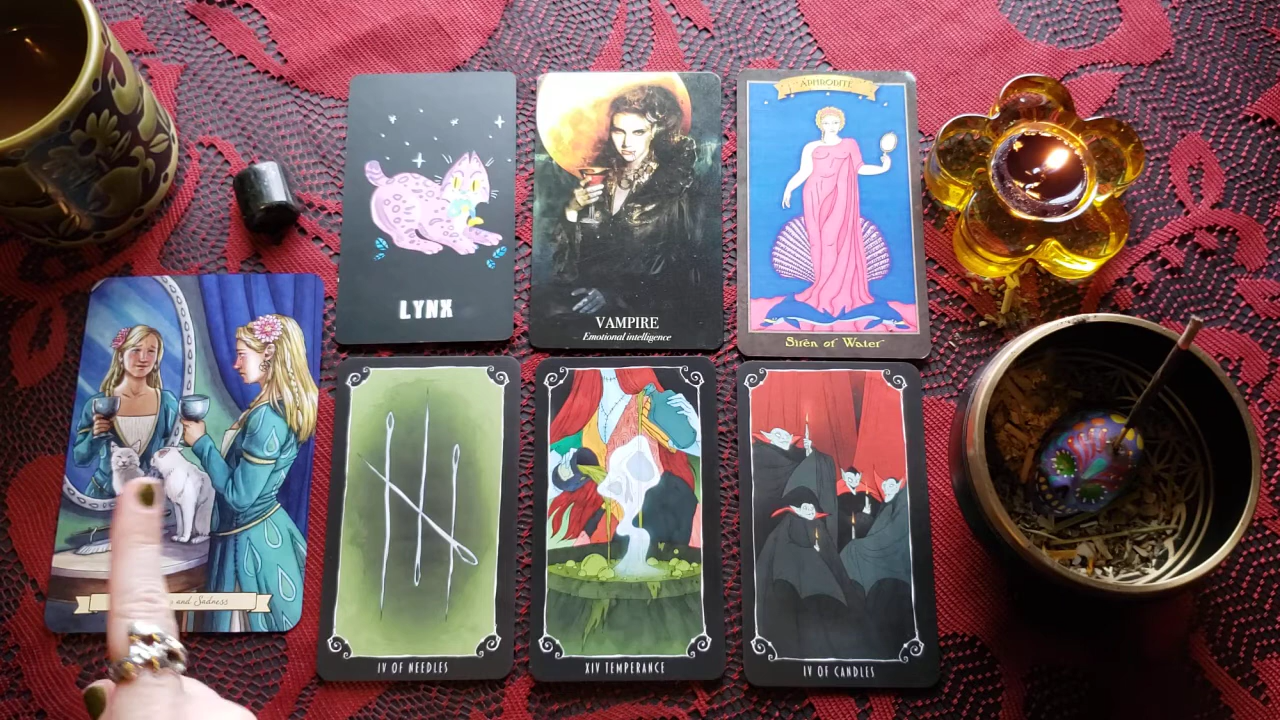 LYNX
VAMPIRE
Emotional intelligence
APHRODITE
Siren of Water
and Sadness
IV OF NEEDLES
XIV TEMPERANCE
IV OF CANDLES